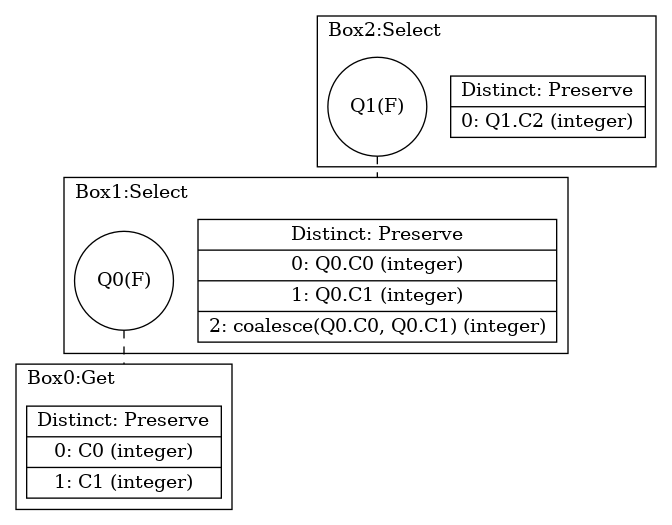 Box2:Select
Q1(F)
Distinct: Preserve
0: Q1.C2 (integer)
Box1:Select
Q0(F)
Distinct: Preserve
0: Q0.C0 (integer)
1: Q0.C1 (integer)
2: coalesce(Q0.C0, Q0.C1) (integer)
Box0:Get
Distinct: Preserve
0: C0 (integer)
1: C1 (integer)